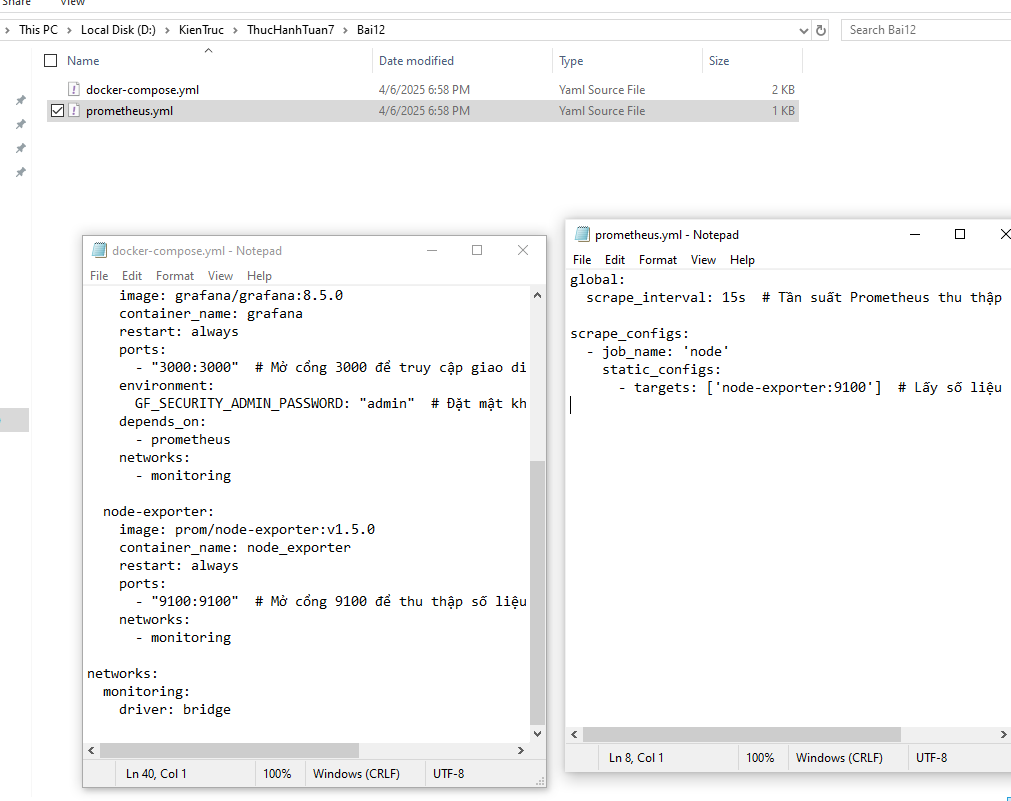 Share View
This PC > Local Disk (D:) > KienTruc > ThucHanhTuan7 > Bai12
Search Bai12
Name Date modified Type Size
docker-compose.yml 4/6/2025 6:58 PM Yaml Source File 2 KB
prometheus.yml 4/6/2025 6:58 PM Yaml Source File 1 KB
docker-compose.yml - Notepad
File Edit Format View Help
image: grafana/grafana:8.5.0
container_name: grafana
restart: always
ports:
- "3000:3000" # Mở cổng 3000 để truy cập giao di
environment:
GF_SECURITY_ADMIN_PASSWORD: "admin" # Đặt mật kh
depends_on:
- prometheus
networks:
- monitoring
node-exporter:
image: prom/node-exporter:v1.5.0
container_name: node_exporter
restart: always
ports:
- "9100:9100" # Mở cổng 9100 để thu thập số liệu
networks:
- monitoring
networks:
monitoring:
driver: bridge
Ln 40, Col 1 100% Windows (CRLF) UTF-8
prometheus.yml - Notepad
File Edit Format View Help
global:
scrape_interval: 15s # Tần suất Prometheus thu thập
scrape_configs:
- job_name: 'node'
static_configs:
- targets: ['node-exporter:9100'] # Lấy số liệu
Ln 8, Col 1 100% Windows (CRLF) UTF-8